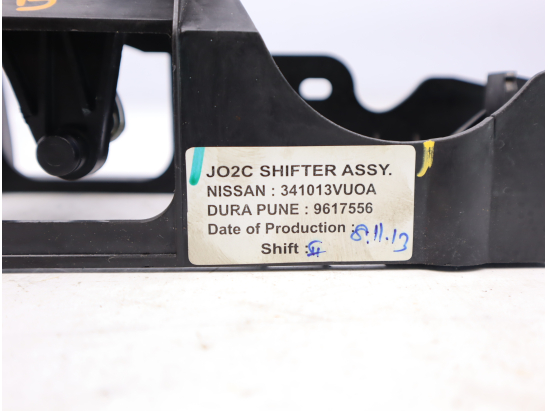 JO2C SHIFTER ASSY.
NISSAN : 341013VUOA
DURA PUNE : 9617556
Date of Production : 8.11.13
Shift :